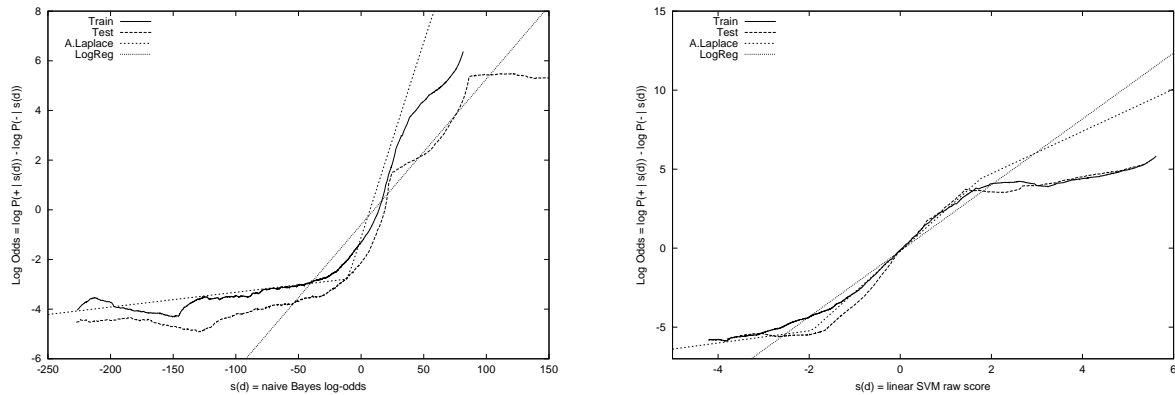 Log Odds = log P(+ | s(d)) - log P(- | s(d))
8
6
4
2
0
-2
-4
-6
Train
Test
A.Laplace
LogReg
-250
-200
-150
-100
-50
0
50
100
150
s(d) = naive Bayes log-odds
Log Odds = log P(+ | s(d)) - log P(- | s(d))
15
10
5
0
-5
Train
Test
A.Laplace
LogReg
-4
-2
0
2
4
6
s(d) = linear SVM raw score